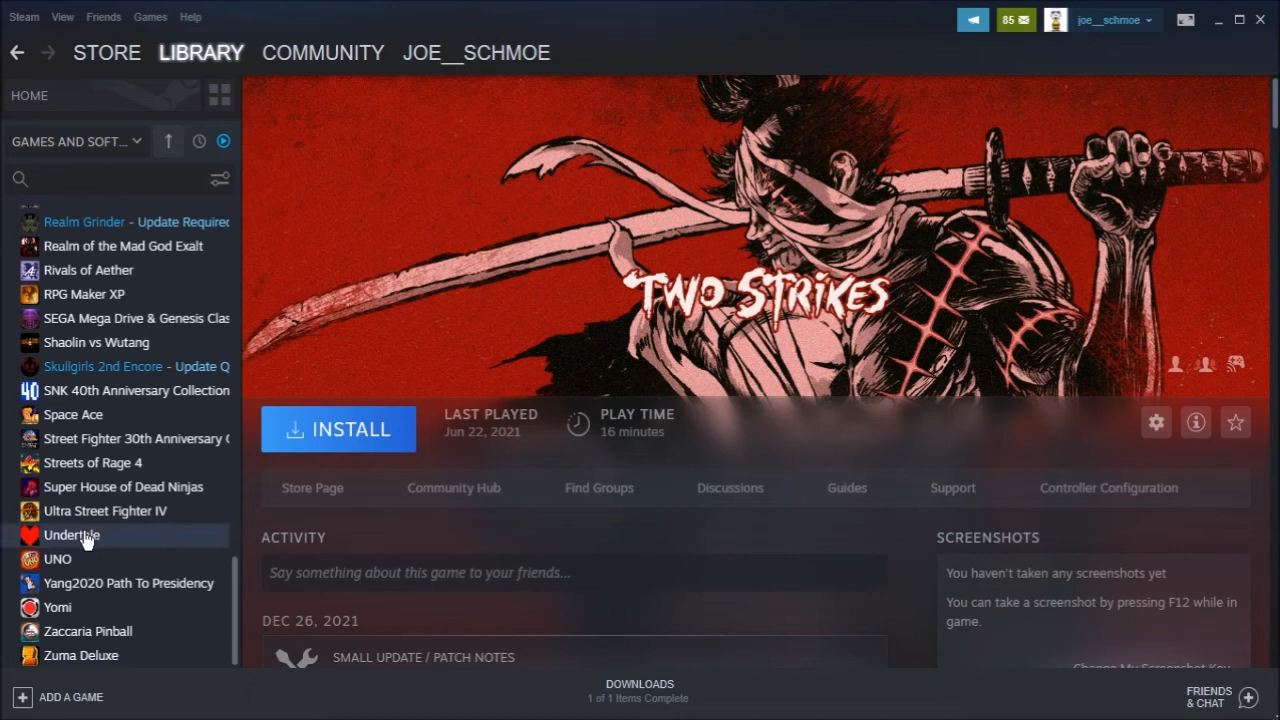 Steam View Friends Games Help
85 joe__schmoe
STORE LIBRARY COMMUNITY JOE__SCHMOE
HOME
GAMES AND SOFT...
Realm Grinder - Update Required
Realm of the Mad God Exalt
Rivals of Aether
RPG Maker XP
SEGA Mega Drive & Genesis Clas
Shaolin vs Wutang
Skullgirls 2nd Encore - Update Q
SNK 40th Anniversary Collection
Space Ace
Street Fighter 30th Anniversary C
Streets of Rage 4
Super House of Dead Ninjas
Ultra Street Fighter IV
Undertale
UNO
Yang2020 Path To Presidency
Yomi
Zaccaria Pinball
Zuma Deluxe
ADD A GAME
TWO STRIKES
INSTALL
LAST PLAYED
Jun 22, 2021
PLAY TIME
16 minutes
Store Page Community Hub Find Groups Discussions Guides Support Controller Configuration
ACTIVITY
Say something about this game to your friends...
DEC 26, 2021
SMALL UPDATE / PATCH NOTES
SCREENSHOTS
You haven't taken any screenshots yet
You can take a screenshot by pressing F12 while in
game.
Change My Screenshot Key
DOWNLOADS
1 of 1 Items Complete
FRIENDS
& CHAT